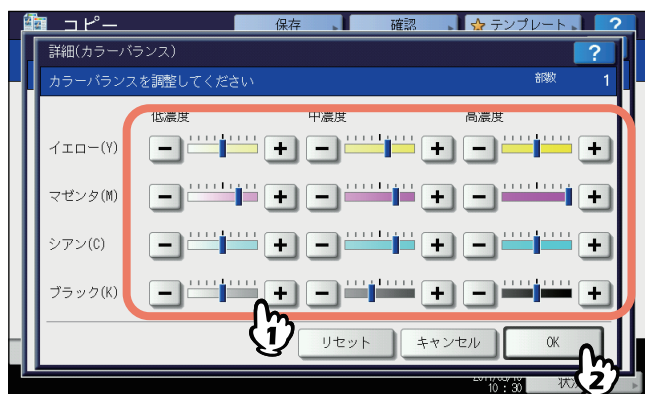 コピー 保存 確認 テンプレート ?
詳細(カラーバランス) ?
カラーバランスを調整してください 部数 1
低濃度 中濃度 高濃度
イエロー(Y) − + − + − +
マゼンタ(M) − + − + − +
シアン(C) − + − + − +
ブラック(K) − + − + − +
1
リセット キャンセル OK
2
10:30